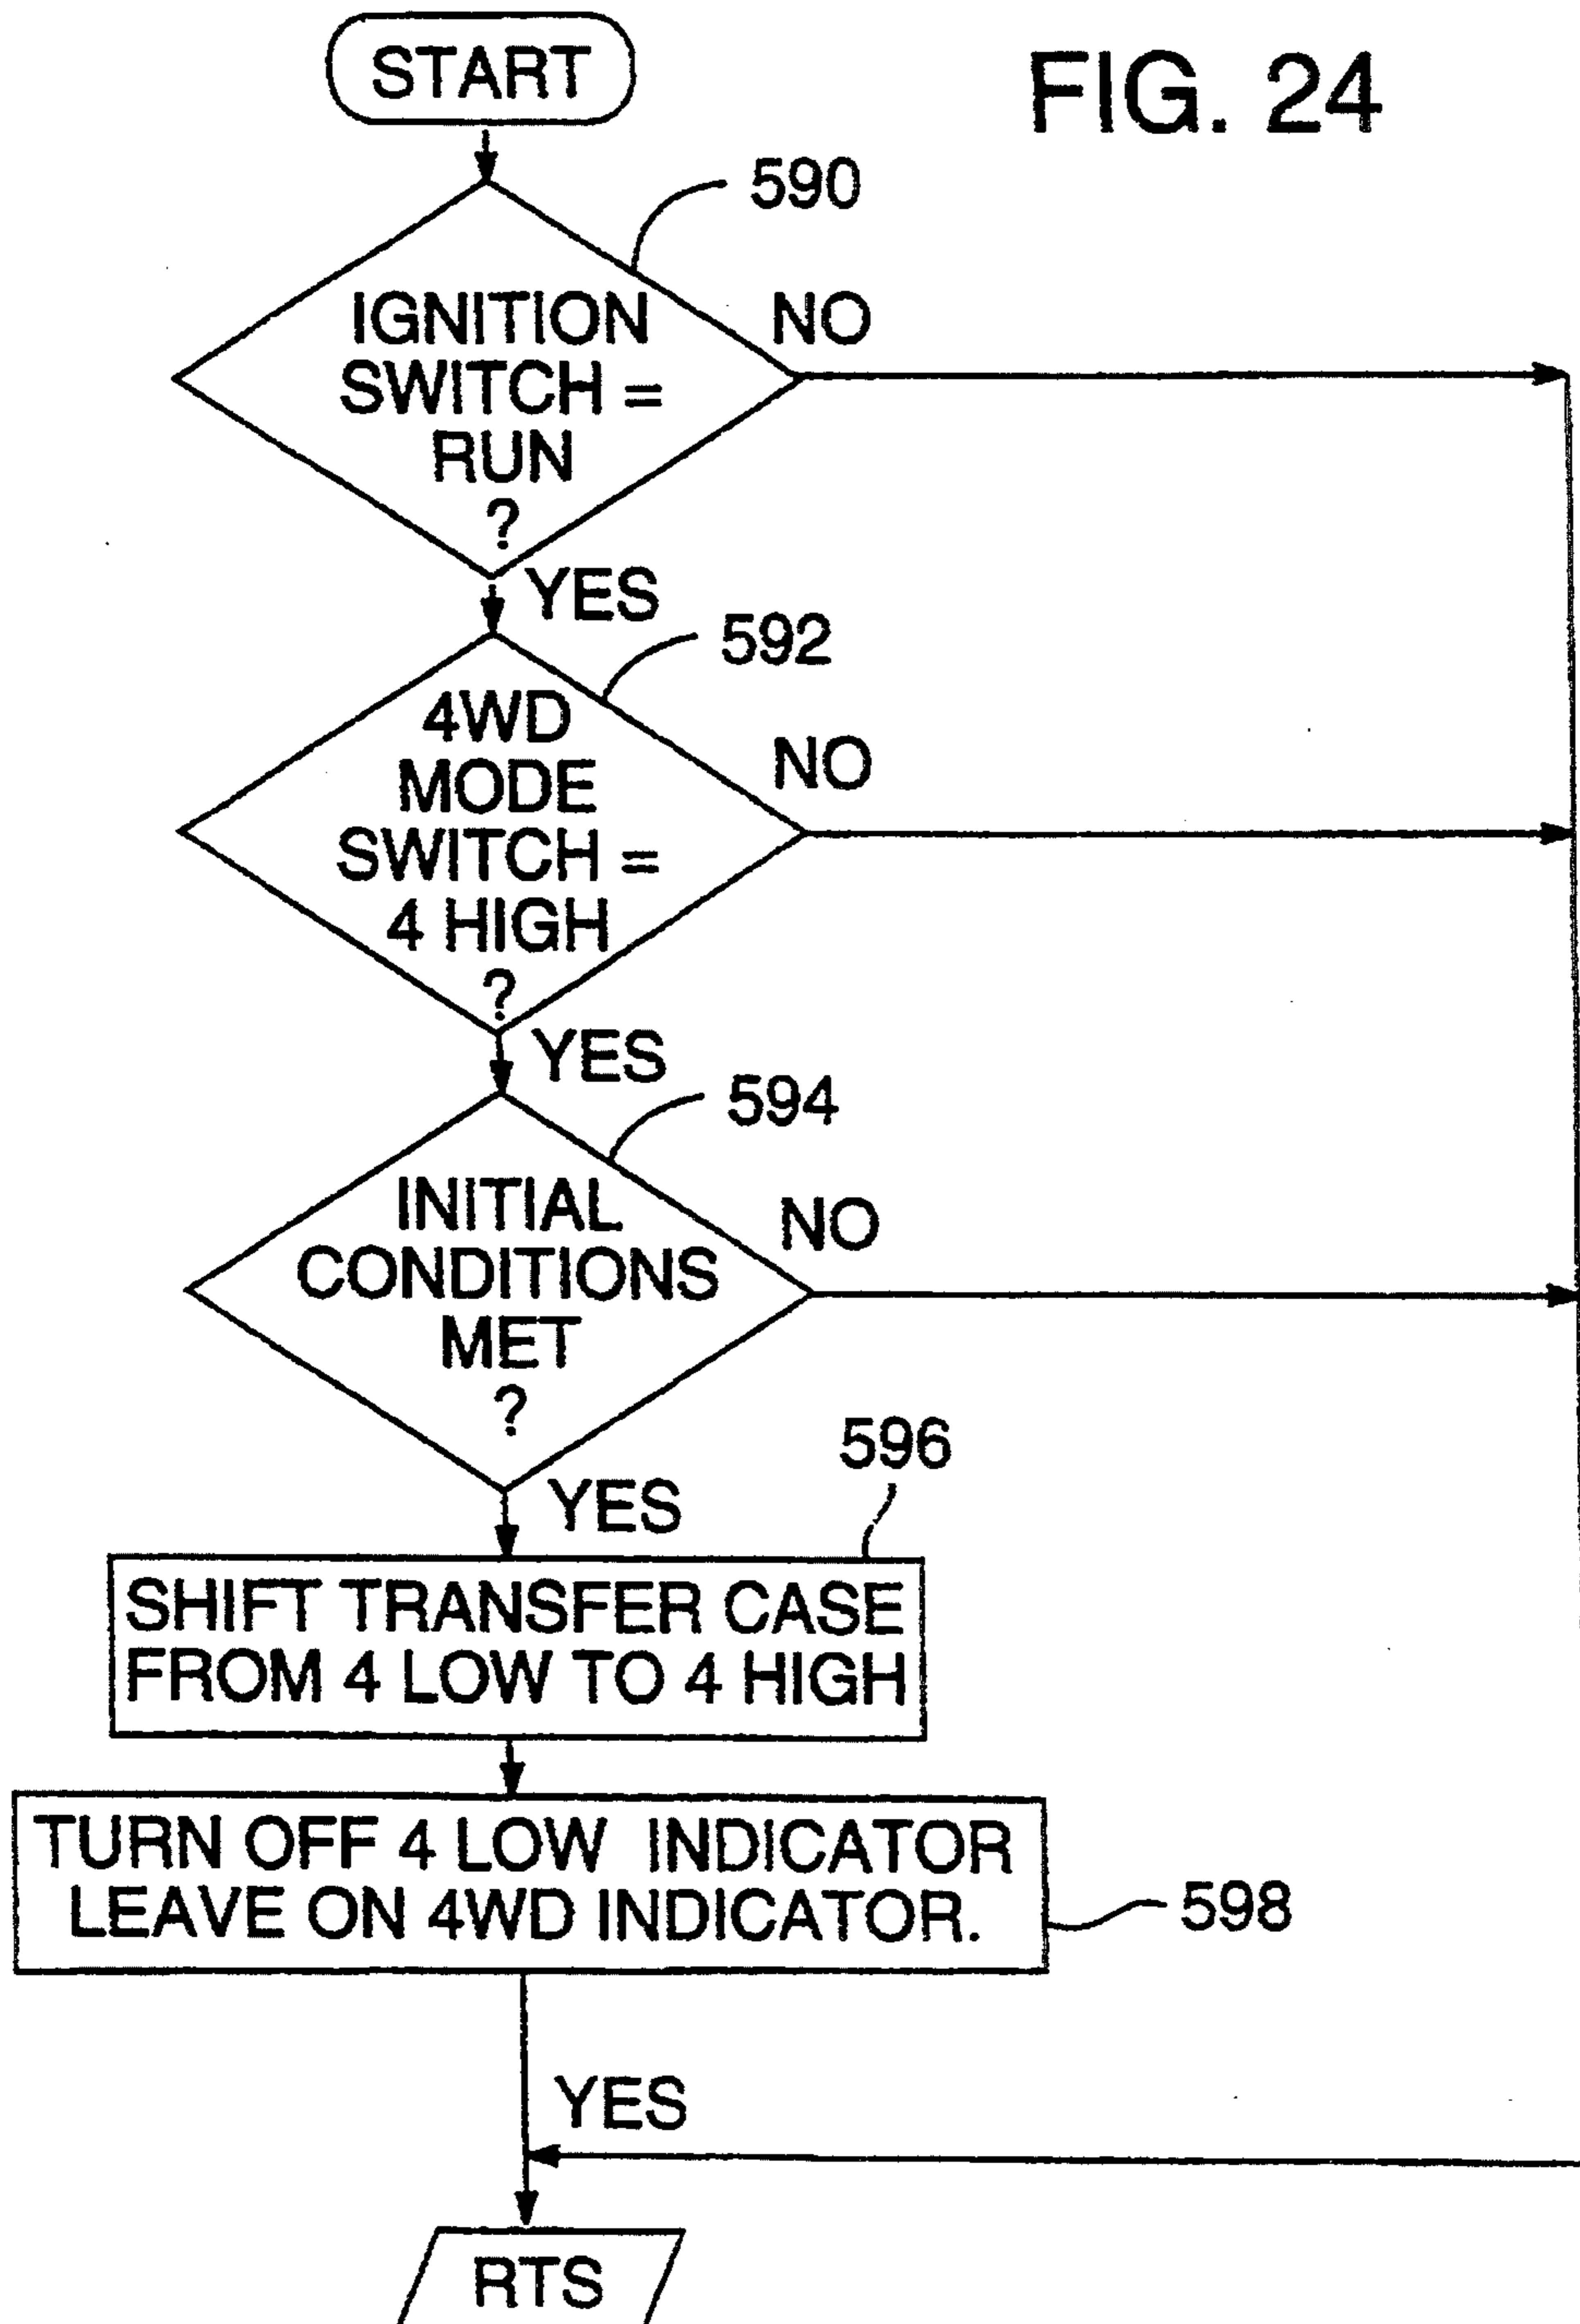 START
FIG. 24
590
IGNITION
SWITCH =
RUN
?
NO
YES
592
4WD
MODE
SWITCH =
4 HIGH
?
NO
YES
594
INITIAL
CONDITIONS
MET
?
NO
YES
596
SHIFT TRANSFER CASE
FROM 4 LOW TO 4 HIGH
TURN OFF 4 LOW INDICATOR
LEAVE ON 4WD INDICATOR.
598
YES
RTS